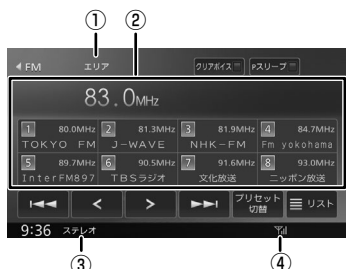 ① ②
FM エリア クリアボイス Pスリープ
83.0MHz
1 80.0MHz 2 81.3MHz 3 81.9MHz 4 84.7MHz
TOKYO FM J-WAVE NHK-FM Fm yokohama
5 89.7MHz 6 90.5MHz 7 91.6MHz 8 93.0MHz
InterFM897 TBSラジオ 文化放送 ニッポン放送
プリセット切替 リスト
9:36 ステレオ
③ ④